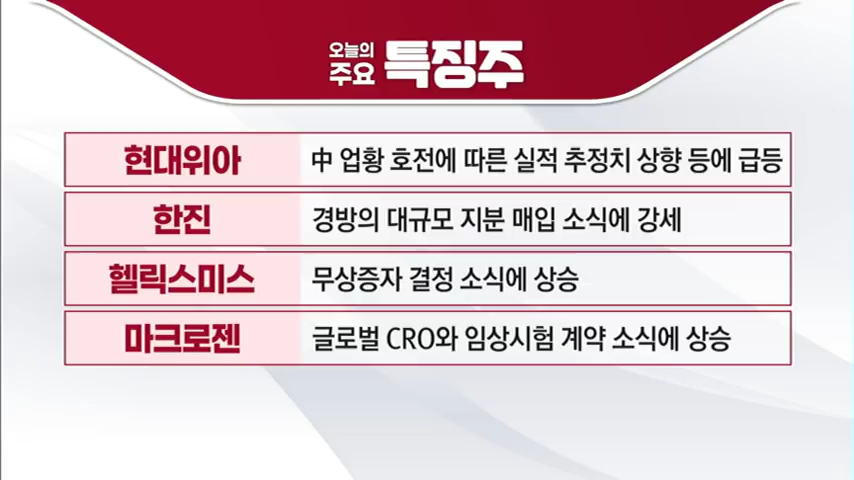 오늘의
주요 특징주
현대위아 中 업황 호전에 따른 실적 추정치 상향 등에 급등
한진 경방의 대규모 지분 매입 소식에 강세
헬릭스미스 무상증자 결정 소식에 상승
마크로젠 글로벌 CRO와 임상시험 계약 소식에 상승